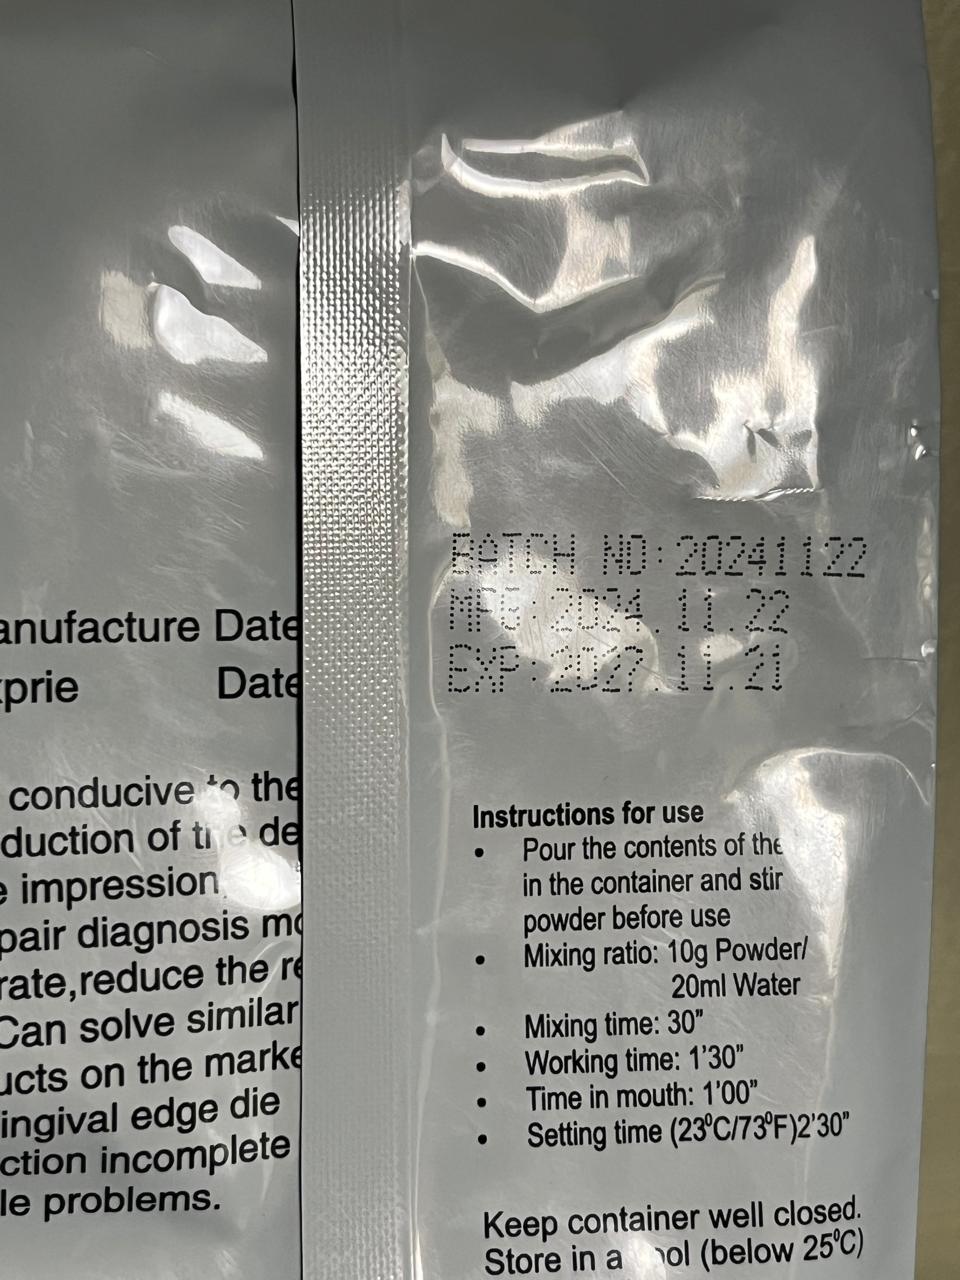 anufacture Date
xprie Date
conducive to the
duction of the de
e impression
pair diagnosis mo
rate,reduce the re
Can solve similar
ucts on the marke
ingival edge die
ction incomplete
le problems.
BATCH NO:20241122
MFG:2024.11.22
EXP:2027.11.21
Instructions for use
• Pour the contents of the
in the container and stir
powder before use
• Mixing ratio: 10g Powder/
20ml Water
• Mixing time: 30”
• Working time: 1’30”
• Time in mouth: 1’00”
• Setting time (23⁰C/73⁰F)2’30”
Keep container well closed.
Store in a (below 25⁰C)